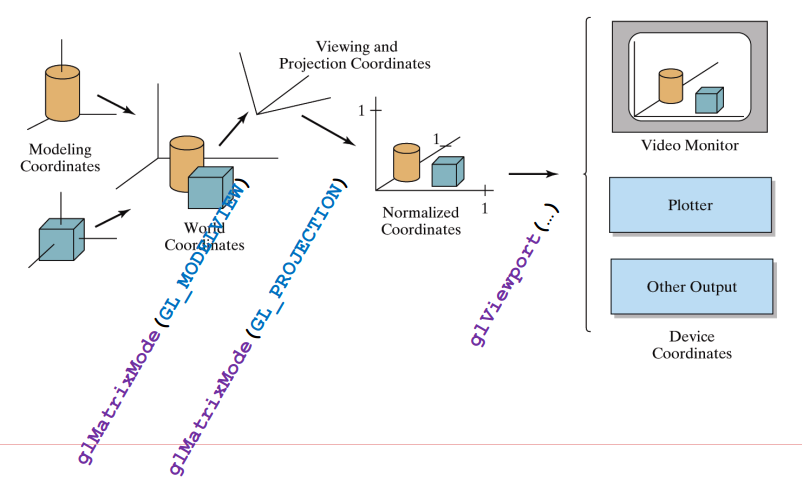 Viewing and
Projection Coordinates
Modeling
Coordinates
World
Coordinates
1
1
1
Normalized
Coordinates
Video Monitor
Plotter
Other Output
Device
Coordinates
glMatrixMode(GL_MODELVIEW)
glMatrixMode(GL_PROJECTION)
glViewport(…)